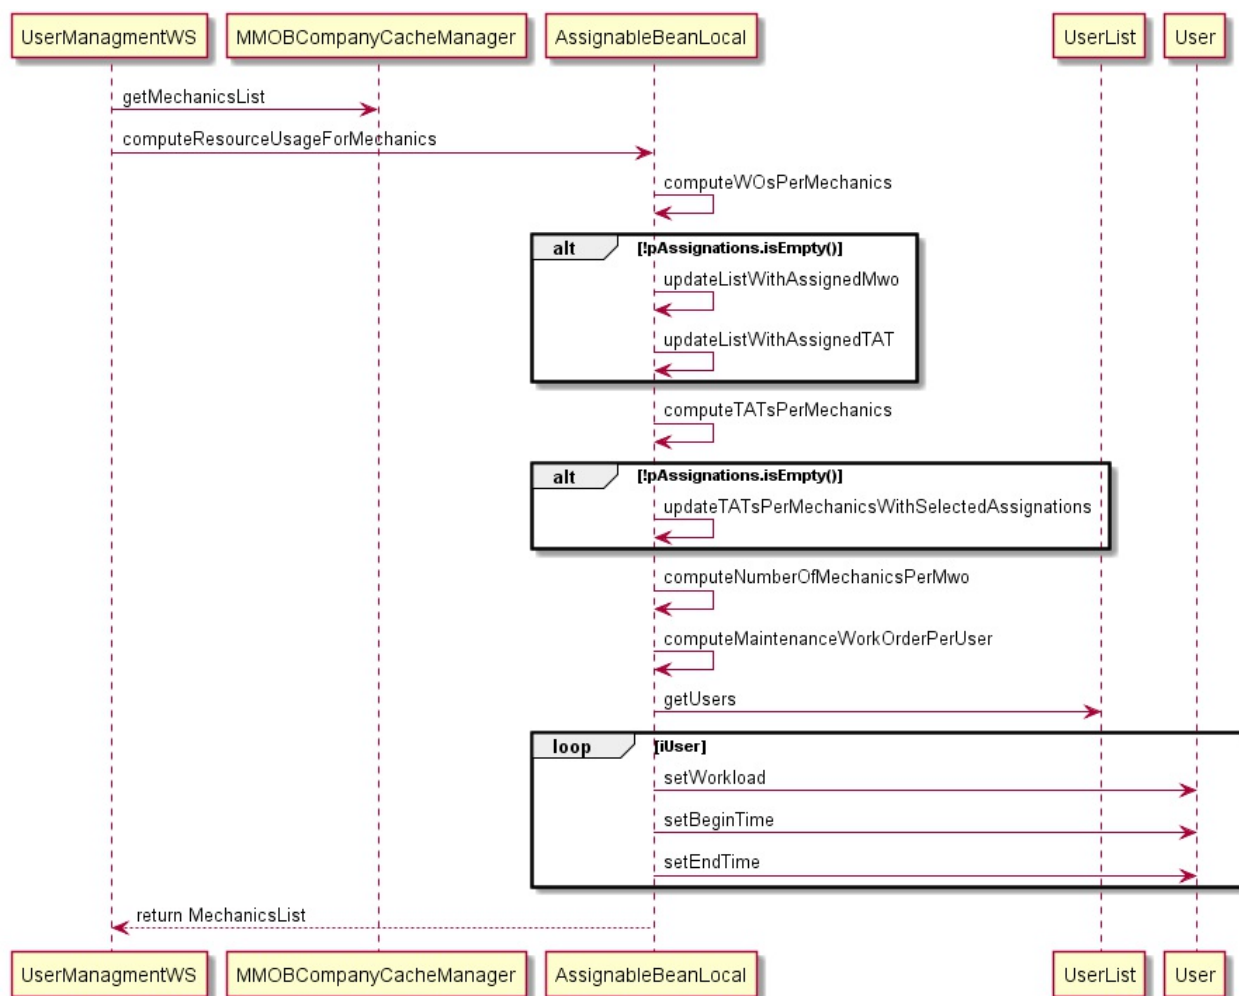 UserManagmentWS MMOBCompanyCacheManager AssignableBeanLocal UserList User
getMechanicsList
computeResourceUsageForMechanics
computeWOsPerMechanics
alt [!pAssignations.isEmpty()]
updateListWithAssignedMwo
updateListWithAssignedTAT
computeTATsPerMechanics
alt [!pAssignations.isEmpty()]
updateTATsPerMechanicsWithSelectedAssignations
computeNumberOfMechanicsPerMwo
computeMaintenanceWorkOrderPerUser
getUsers
loop [iUser]
setWorkload
setBeginTime
setEndTime
return MechanicsList
UserManagmentWS MMOBCompanyCacheManager AssignableBeanLocal UserList User